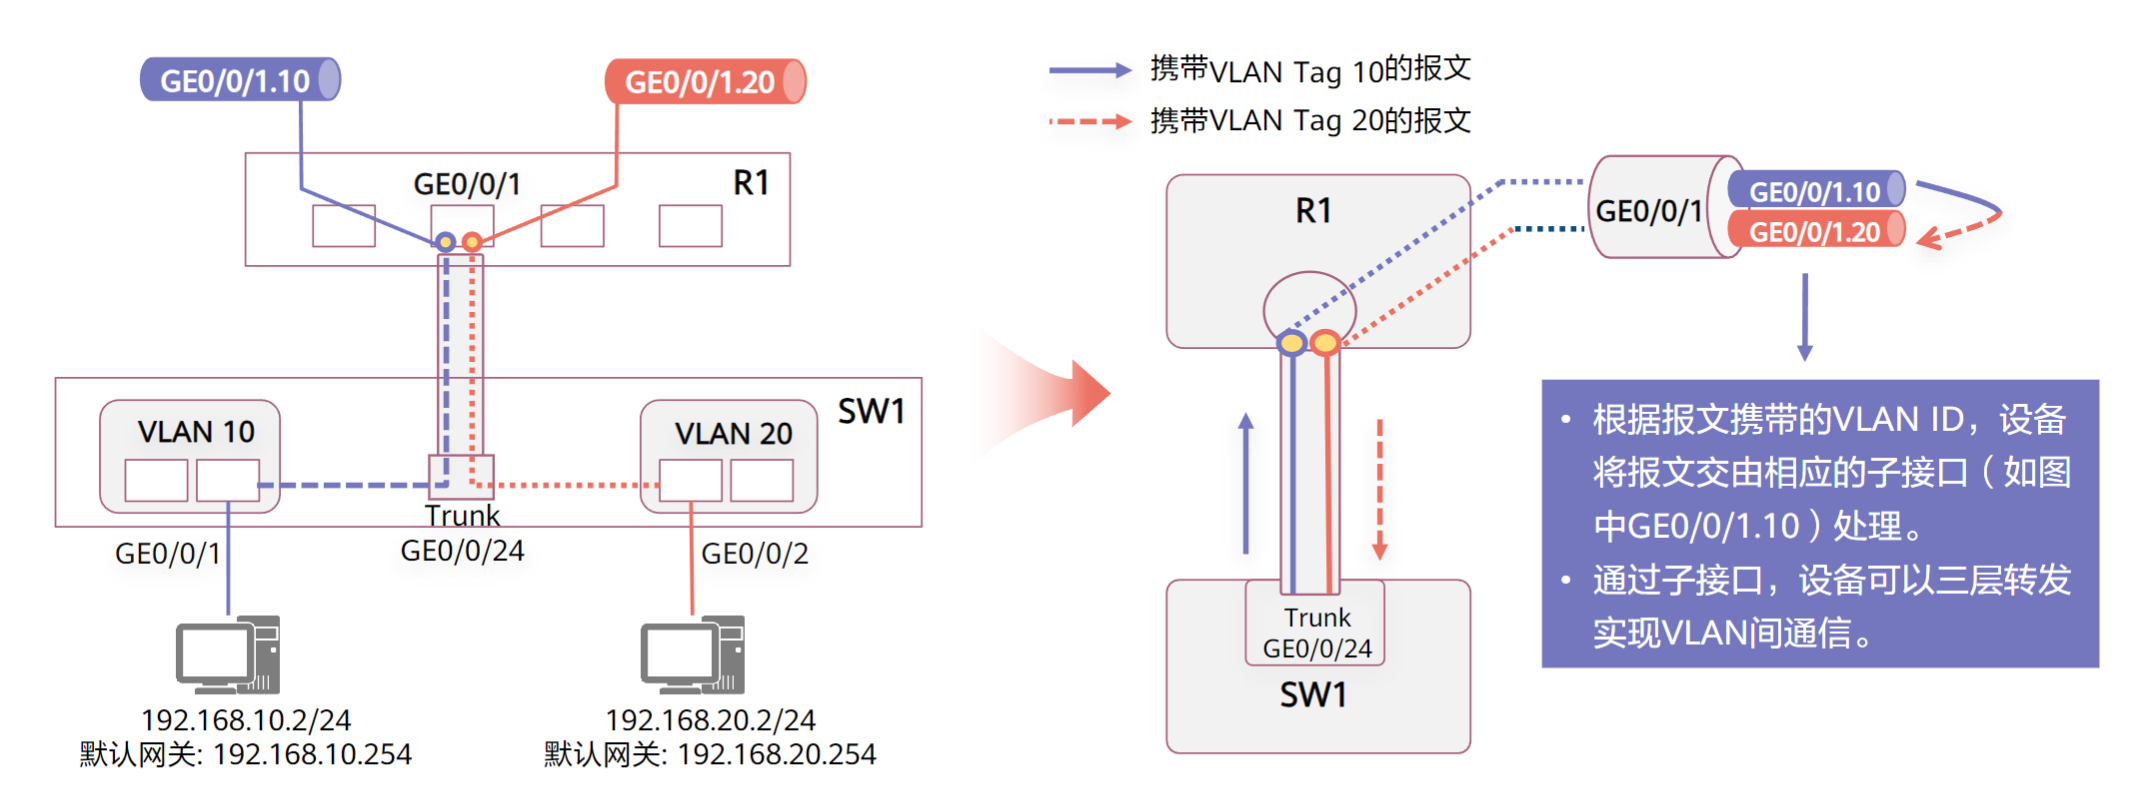 GE0/0/1.10
GE0/0/1.20
GE0/0/1
R1
VLAN 10
VLAN 20
SW1
Trunk
GE0/0/24
GE0/0/1
GE0/0/2
192.168.10.2/24
默认网关: 192.168.10.254
192.168.20.2/24
默认网关: 192.168.20.254
携带VLAN Tag 10的报文
携带VLAN Tag 20的报文
R1
GE0/0/1
GE0/0/1.10
GE0/0/1.20
Trunk
GE0/0/24
SW1
• 根据报文携带的VLAN ID，设备
将报文交由相应的子接口（如图
中GE0/0/1.10）处理。
• 通过子接口，设备可以三层转发
实现VLAN间通信。